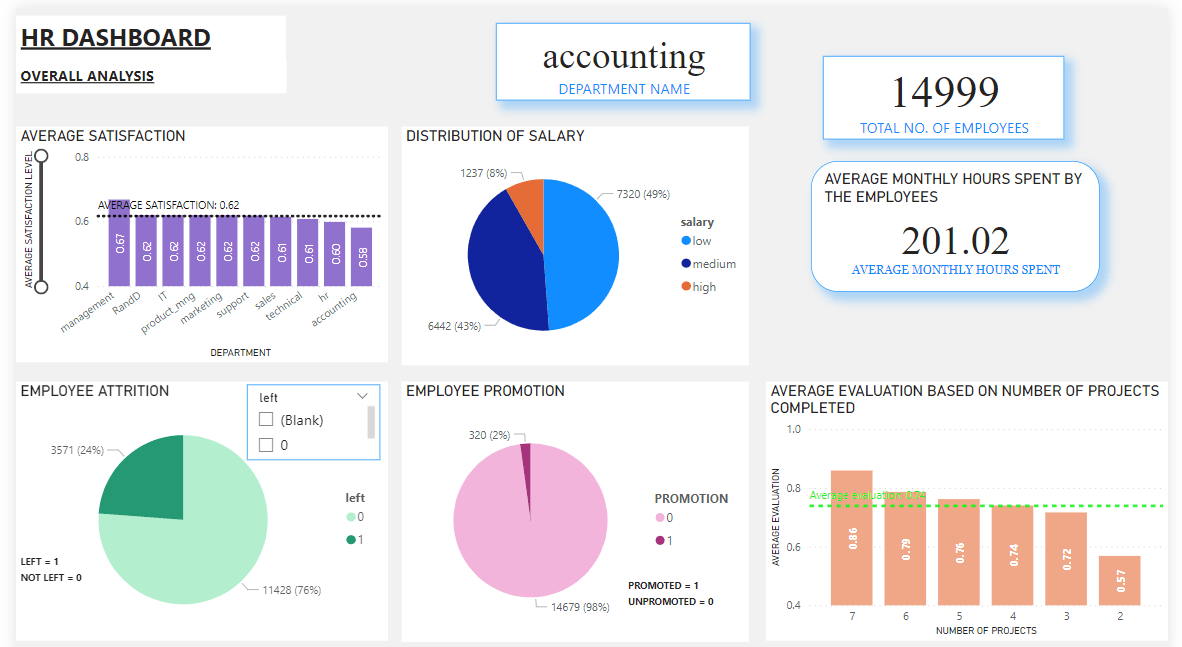 HR DASHBOARD
OVERALL ANALYSIS
accounting
DEPARTMENT NAME
14999
TOTAL NO. OF EMPLOYEES
AVERAGE MONTHLY HOURS SPENT BY
THE EMPLOYEES
201.02
AVERAGE MONTHLY HOURS SPENT
AVERAGE SATISFACTION
AVERAGE SATISFACTION LEVEL
0.8
0.6
0.4
AVERAGE SATISFACTION: 0.62
0.67
0.62
0.62
0.62
0.62
0.62
0.61
0.61
0.60
0.58
management
RandD
IT
product_mng
marketing
support
sales
technical
hr
accounting
DEPARTMENT
DISTRIBUTION OF SALARY
1237 (8%)
7320 (49%)
6442 (43%)
salary
low
medium
high
EMPLOYEE ATTRITION
left
(Blank)
0
3571 (24%)
11428 (76%)
left
0
1
LEFT = 1
NOT LEFT = 0
EMPLOYEE PROMOTION
320 (2%)
14679 (98%)
PROMOTION
0
1
PROMOTED = 1
UNPROMOTED = 0
AVERAGE EVALUATION BASED ON NUMBER OF PROJECTS
COMPLETED
AVERAGE EVALUATION
1.0
0.8
0.6
0.4
Average evaluation: 0.74
0.86
0.79
0.76
0.74
0.72
0.57
7
6
5
4
3
2
NUMBER OF PROJECTS